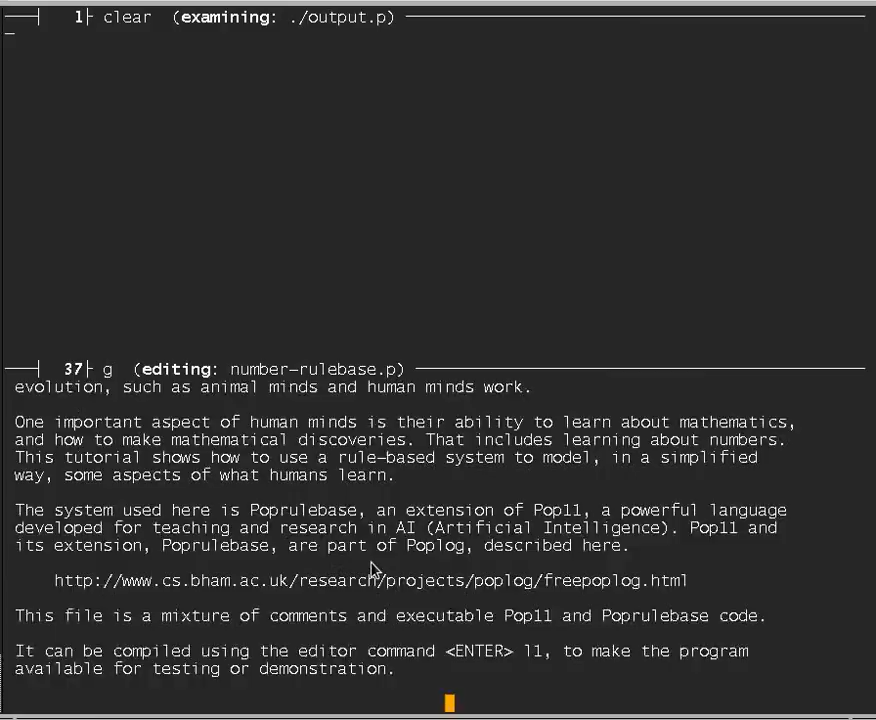 1 clear (examining: ./output.p)
37 g (editing: number-rulebase.p)
evolution, such as animal minds and human minds work.
One important aspect of human minds is their ability to learn about mathematics,
and how to make mathematical discoveries. That includes learning about numbers.
This tutorial shows how to use a rule-based system to model, in a simplified
way, some aspects of what humans learn.
The system used here is Poprulebase, an extension of Pop11, a powerful language
developed for teaching and research in AI (Artificial Intelligence). Pop11 and
its extension, Poprulebase, are part of Poplog, described here.
http://www.cs.bham.ac.uk/research/projects/poplog/freepoplog.html
This file is a mixture of comments and executable Pop11 and Poprulebase code.
It can be compiled using the editor command <ENTER> l1, to make the program
available for testing or demonstration.